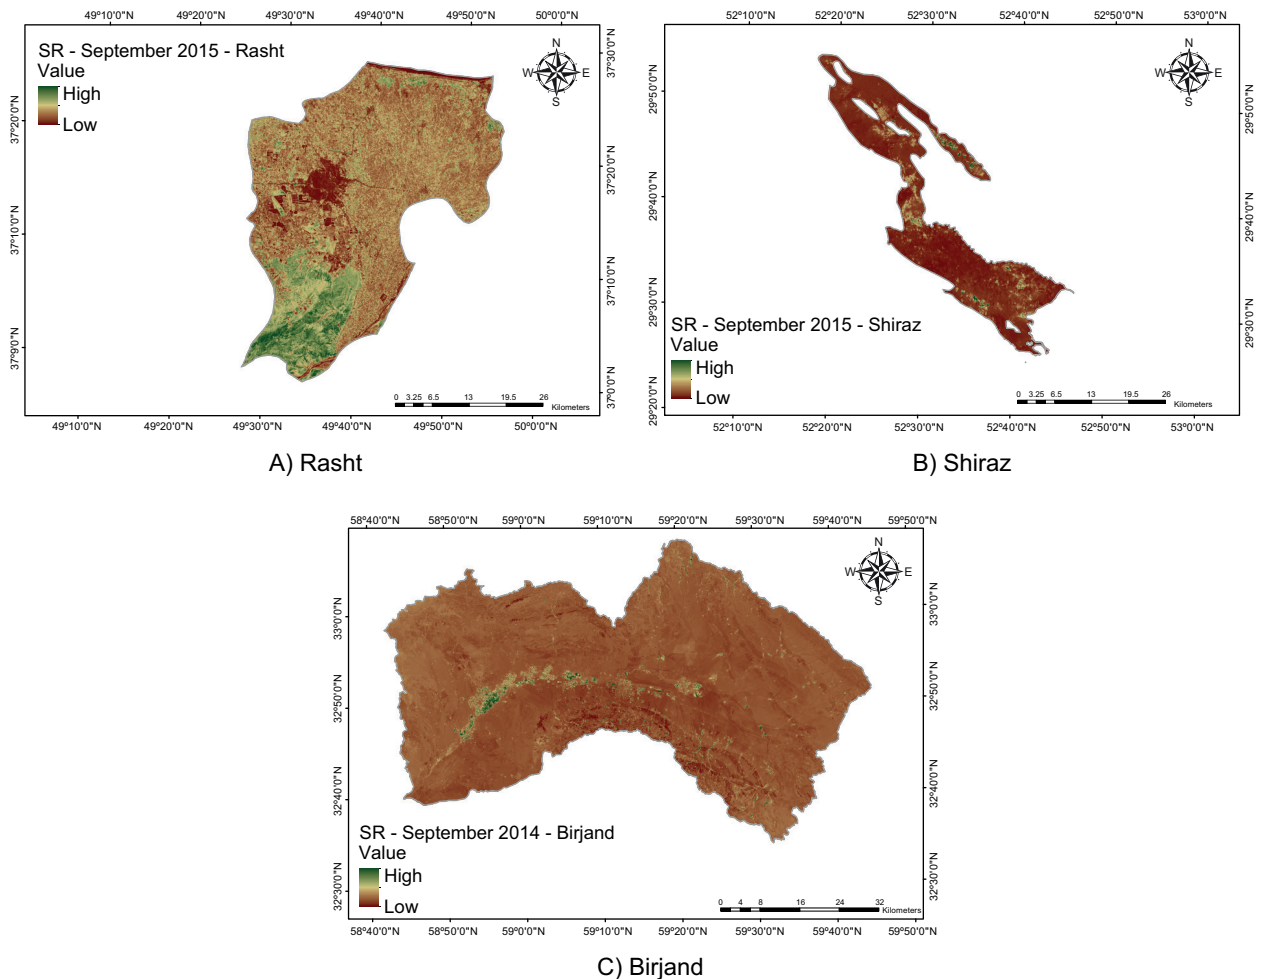 49°10'0"N 49°20'0"N 49°30'0"N 49°40'0"N 49°50'0"N 50°0'0"N
SR - September 2015 - Rasht
Value
High
Low
N
W E
S
37°20'0"N
37°10'0"N
37°9'0"N
37°30'0"N
37°20'0"N
37°10'0"N
37°0'0"N
0 3.25 6.5 13 19.5 26
Kilometers
49°10'0"N 49°20'0"N 49°30'0"N 49°40'0"N 49°50'0"N 50°0'0"N
A) Rasht
52°10'0"N 52°20'0"N 52°30'0"N 52°40'0"N 52°50'0"N 53°0'0"N
N
W E
S
29°50'0"N
29°40'0"N
29°30'0"N
29°20'0"N
29°50'0"N
29°40'0"N
29°30'0"N
SR - September 2015 - Shiraz
Value
High
Low
0 3.25 6.5 13 19.5 26
Kilometers
52°10'0"N 52°20'0"N 52°30'0"N 52°40'0"N 52°50'0"N 53°0'0"N
B) Shiraz
58°40'0"N 58°50'0"N 59°0'0"N 59°10'0"N 59°20'0"N 59°30'0"N 59°40'0"N 59°50'0"N
N
W E
S
33°0'0"N
32°50'0"N
32°40'0"N
32°30'0"N
33°0'0"N
32°50'0"N
32°40'0"N
32°30'0"N
SR - September 2014 - Birjand
Value
High
Low
0 4 8 16 24 32
Kilometers
58°40'0"N 58°50'0"N 59°0'0"N 59°10'0"N 59°20'0"N 59°30'0"N 59°40'0"N 59°50'0"N
C) Birjand